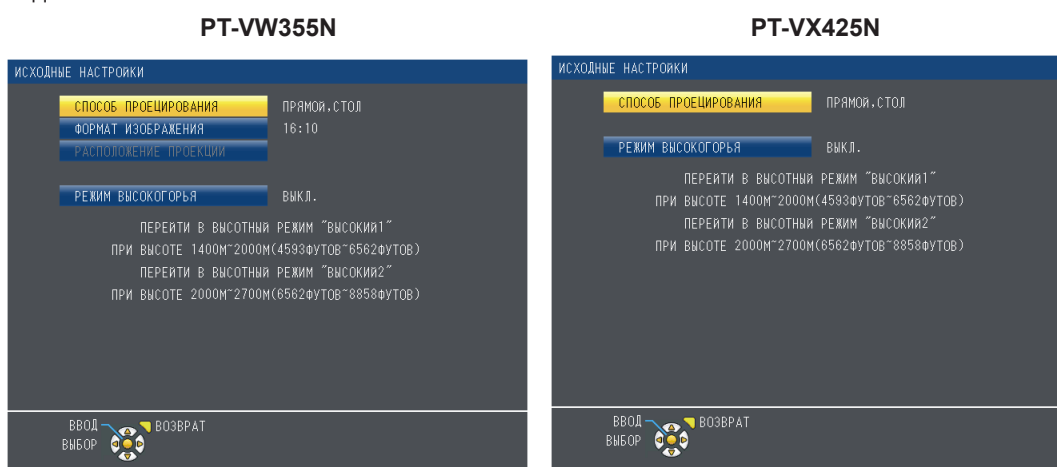 PT-VW355N
ИСХОДНЫЕ НАСТРОЙКИ
СПОСОБ ПРОЕЦИРОВАНИЯ ПРЯМОЙ,СТОЛ
ФОРМАТ ИЗОБРАЖЕНИЯ 16:10
РАСПОЛОЖЕНИЕ ПРОЕКЦИИ
РЕЖИМ ВЫСОКОГОРЬЯ ВЫКЛ.
ПЕРЕЙТИ В ВЫСОТНЫЙ РЕЖИМ "ВЫСОКИЙ1"
ПРИ ВЫСОТЕ 1400М~2000М(4593ФУТОВ~6562ФУТОВ)
ПЕРЕЙТИ В ВЫСОТНЫЙ РЕЖИМ "ВЫСОКИЙ2"
ПРИ ВЫСОТЕ 2000М~2700М(6562ФУТОВ~8858ФУТОВ)
ВВОД ВОЗВРАТ
ВЫБОР
PT-VX425N
ИСХОДНЫЕ НАСТРОЙКИ
СПОСОБ ПРОЕЦИРОВАНИЯ ПРЯМОЙ,СТОЛ
РЕЖИМ ВЫСОКОГОРЬЯ ВЫКЛ.
ПЕРЕЙТИ В ВЫСОТНЫЙ РЕЖИМ "ВЫСОКИЙ1"
ПРИ ВЫСОТЕ 1400М~2000М(4593ФУТОВ~6562ФУТОВ)
ПЕРЕЙТИ В ВЫСОТНЫЙ РЕЖИМ "ВЫСОКИЙ2"
ПРИ ВЫСОТЕ 2000М~2700М(6562ФУТОВ~8858ФУТОВ)
ВВОД ВОЗВРАТ
ВЫБОР